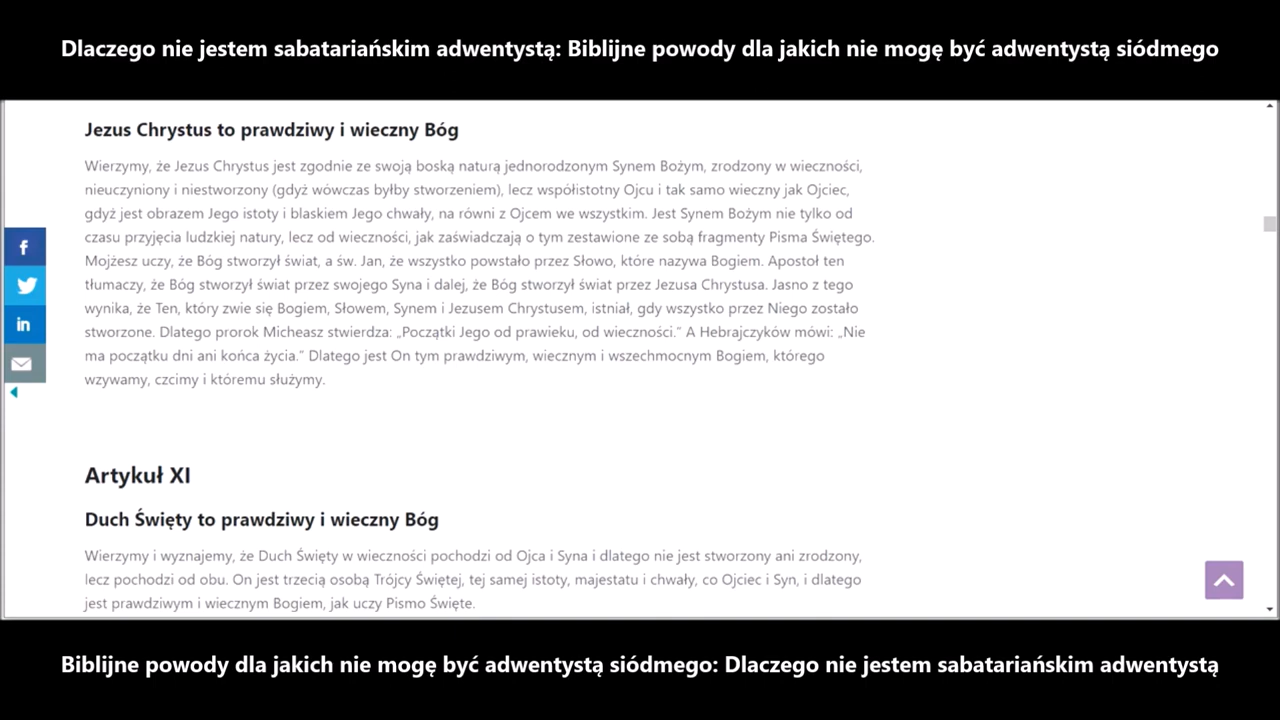 Dlaczego nie jestem sabatariańskim adwentystą: Biblijne powody dla jakich nie mogę być adwentystą siódmego
Jezus Chrystus to prawdziwy i wieczny Bóg
Wierzymy, że Jezus Chrystus jest zgodnie ze swoją boską naturą jednorodzonym Synem Bożym, zrodzony w wieczności,
nieuczyniony i niestworzony (gdyż wówczas byłby stworzeniem), lecz współistotny Ojcu i tak samo wieczny jak Ojciec,
gdyż jest obrazem Jego istoty i blaskiem Jego chwały, na równi z Ojcem we wszystkim. Jest Synem Bożym nie tylko od
czasu przyjęcia ludzkiej natury, lecz od wieczności, jak zaświadczają o tym zestawione ze sobą fragmenty Pisma Świętego.
Mojżesz uczy, że Bóg stworzył świat, a św. Jan, że wszystko powstało przez Słowo, które nazywa Bogiem. Apostoł ten
tłumaczy, że Bóg stworzył świat przez swojego Syna i dalej, że Bóg stworzył świat przez Jezusa Chrystusa. Jasno z tego
wynika, że Ten, który zwie się Bogiem, Słowem, Synem i Jezusem Chrystusem, istniał, gdy wszystko przez Niego zostało
stworzone. Dlatego prorok Micheasz stwierdza: „Początki Jego od prawieku, od wieczności.” A Hebrajczyków mówi: „Nie
ma początku dni ani końca życia.” Dlatego jest On tym prawdziwym, wiecznym i wszechmocnym Bogiem, którego
wzywamy, czcimy i któremu służymy.
Artykuł XI
Duch Święty to prawdziwy i wieczny Bóg
Wierzymy i wyznajemy, że Duch Święty w wieczności pochodzi od Ojca i Syna i dlatego nie jest stworzony ani zrodzony,
lecz pochodzi od obu. On jest trzecią osobą Trójcy Świętej, tej samej istoty, majestatu i chwały, co Ojciec i Syn, i dlatego
jest prawdziwym i wiecznym Bogiem, jak uczy Pismo Święte.
Biblijne powody dla jakich nie mogę być adwentystą siódmego: Dlaczego nie jestem sabatariańskim adwentystą